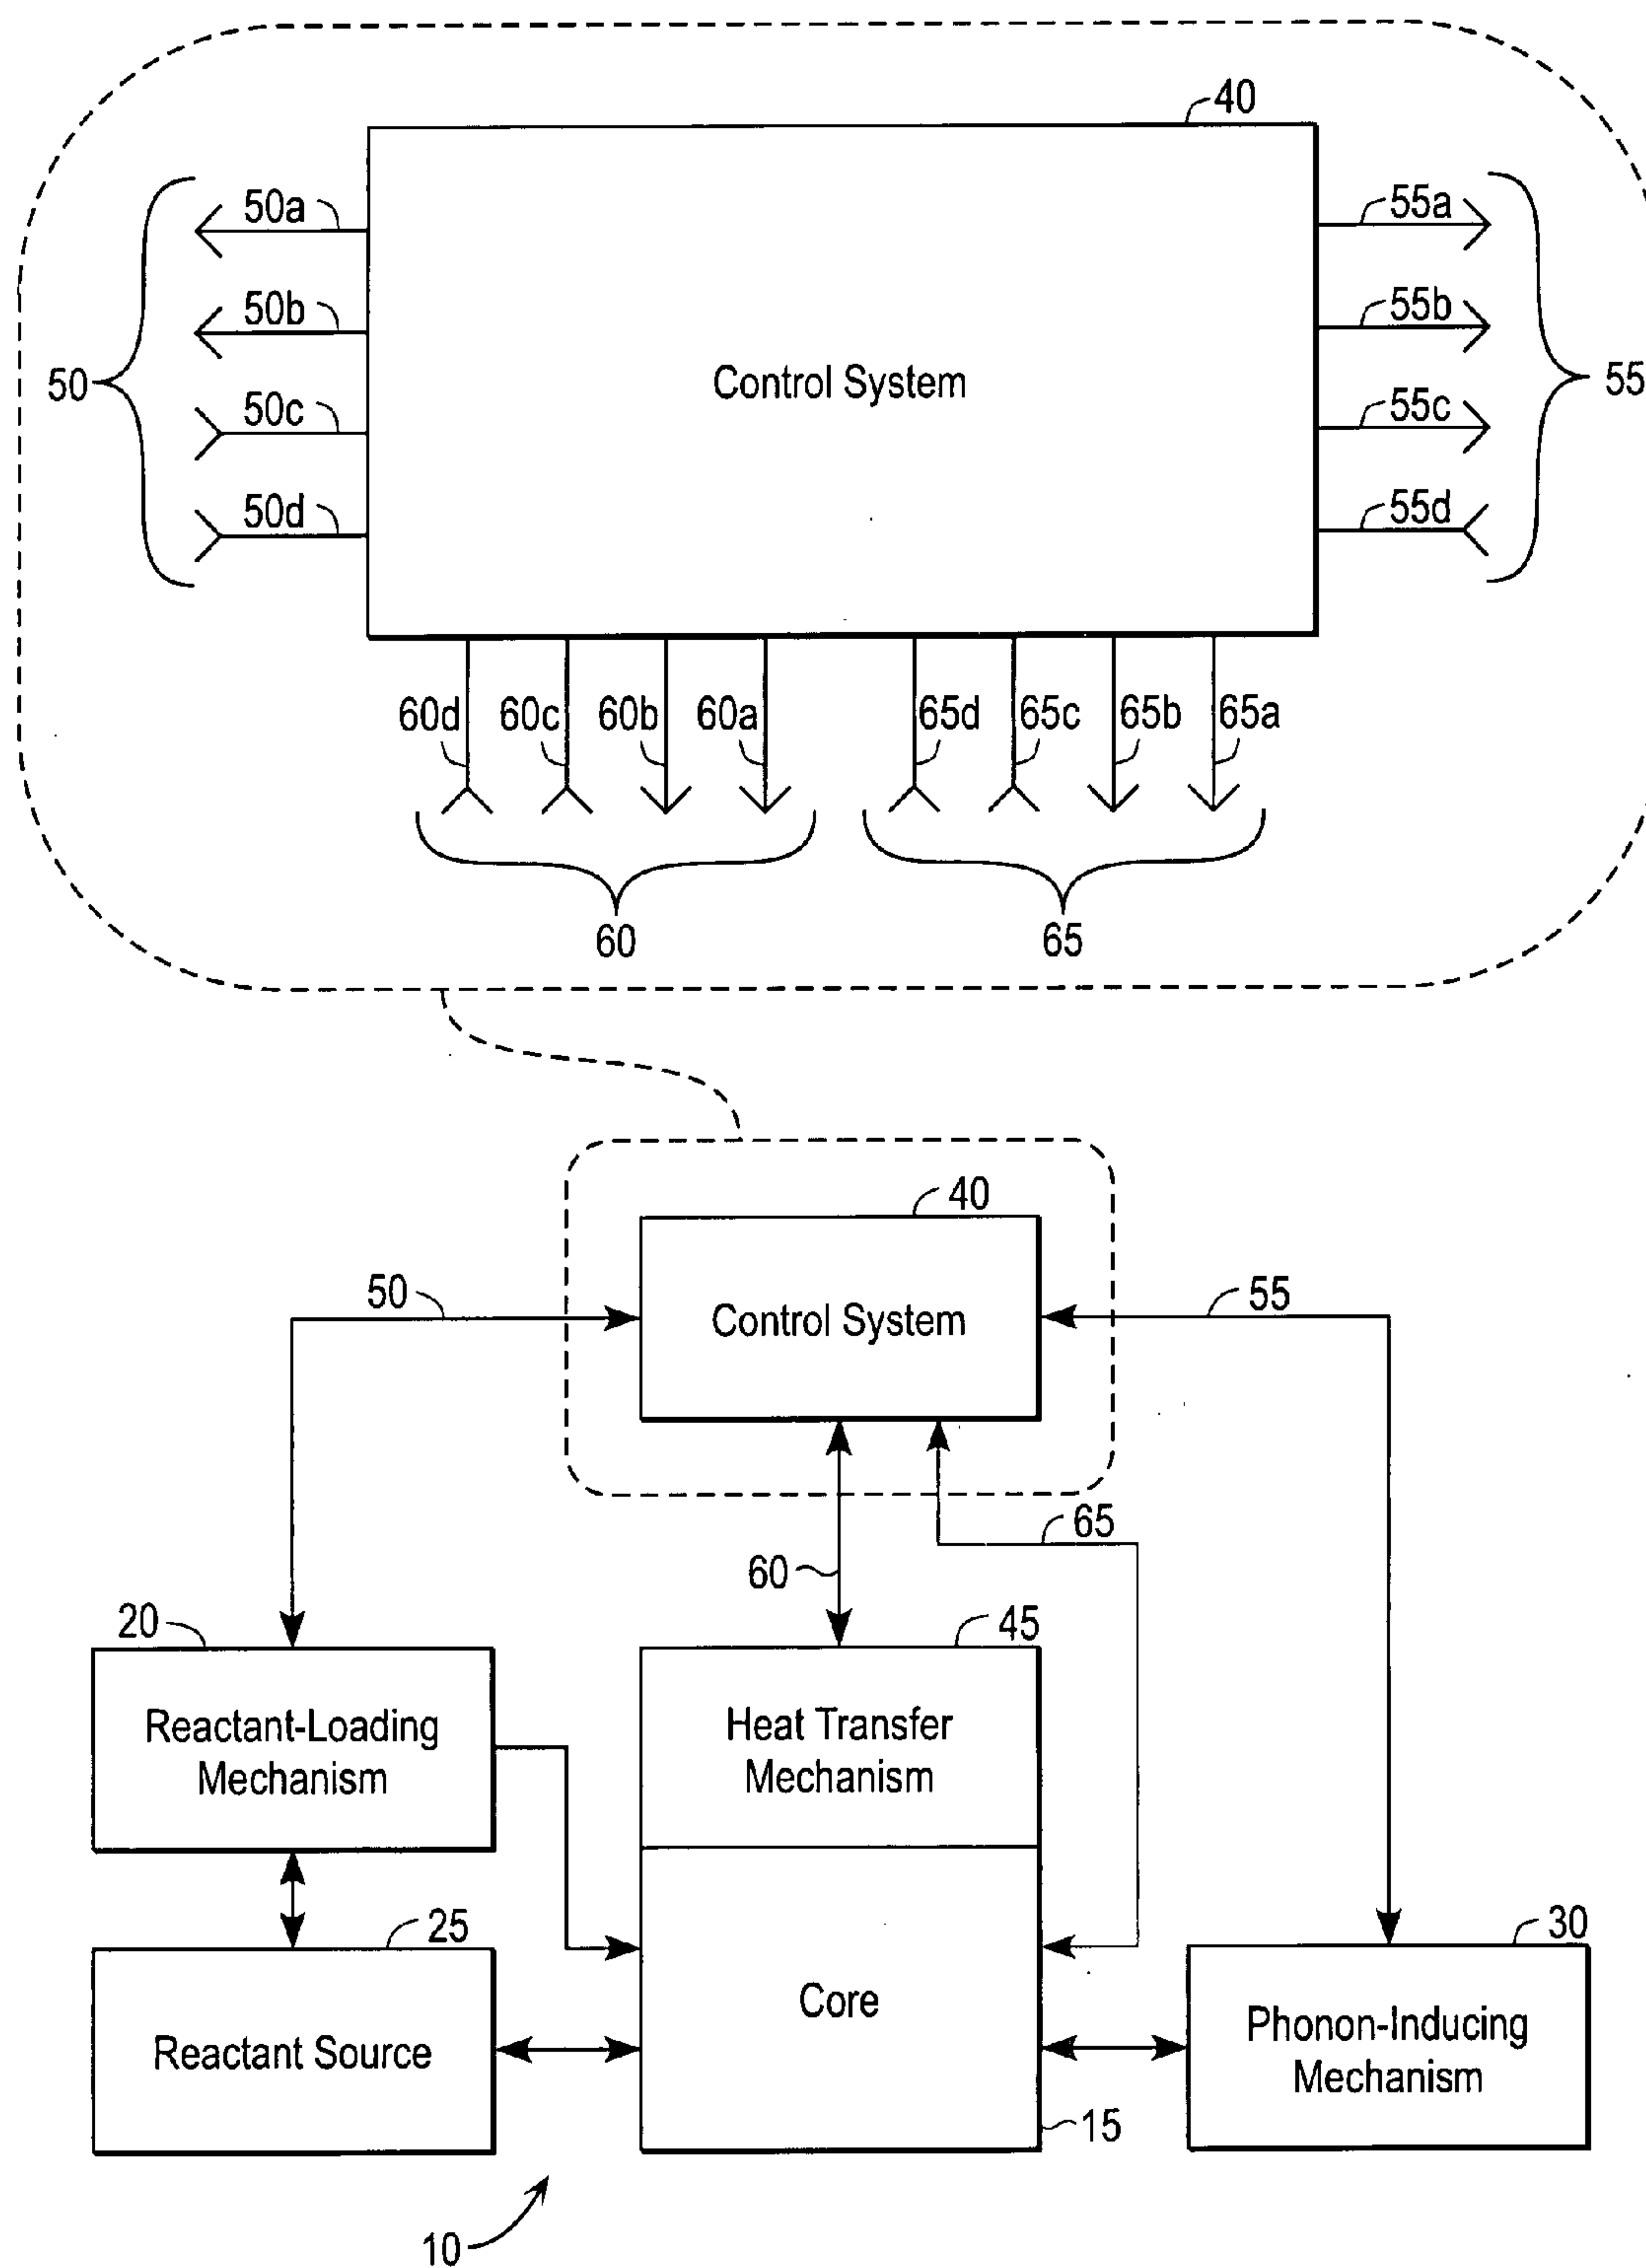 40
50a
55a
50b
55b
50
Control System
55
50c
55c
50d
55d
60d
60c
60b
60a
65d
65c
65b
65a
60
65
40
50
Control System
55
65
60
20
45
Reactant-Loading
Mechanism
Heat Transfer
Mechanism
25
30
Reactant Source
Core
Phonon-Inducing
Mechanism
15
10